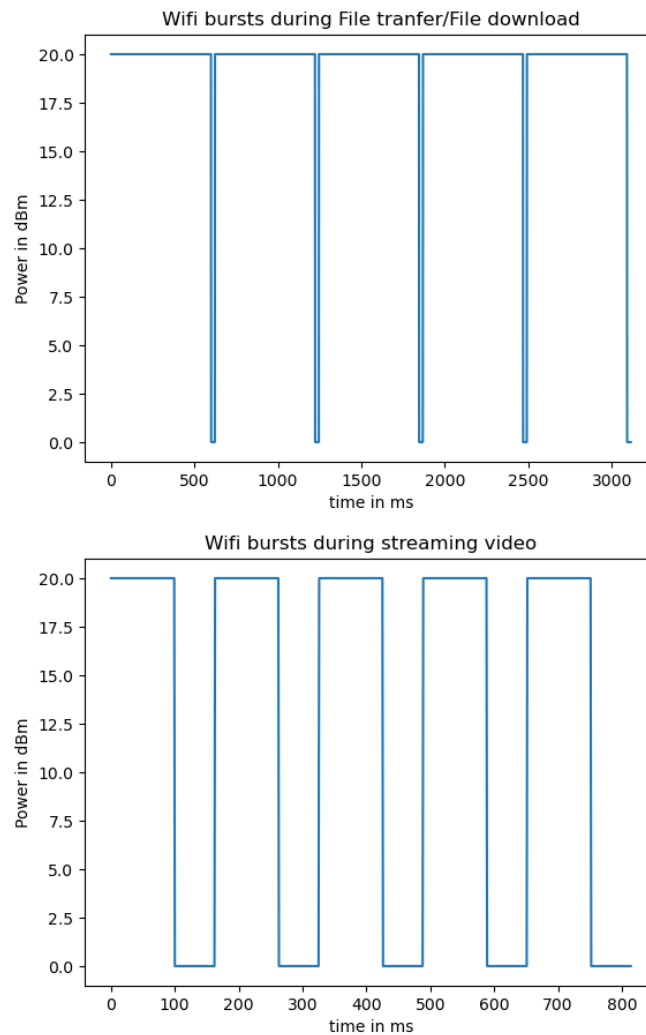 Wifi bursts during File tranfer/File download
20.0
17.5
15.0
12.5
10.0
7.5
5.0
2.5
0.0
Power in dBm
0 500 1000 1500 2000 2500 3000
time in ms
Wifi bursts during streaming video
20.0
17.5
15.0
12.5
10.0
7.5
5.0
2.5
0.0
Power in dBm
0 100 200 300 400 500 600 700 800
time in ms